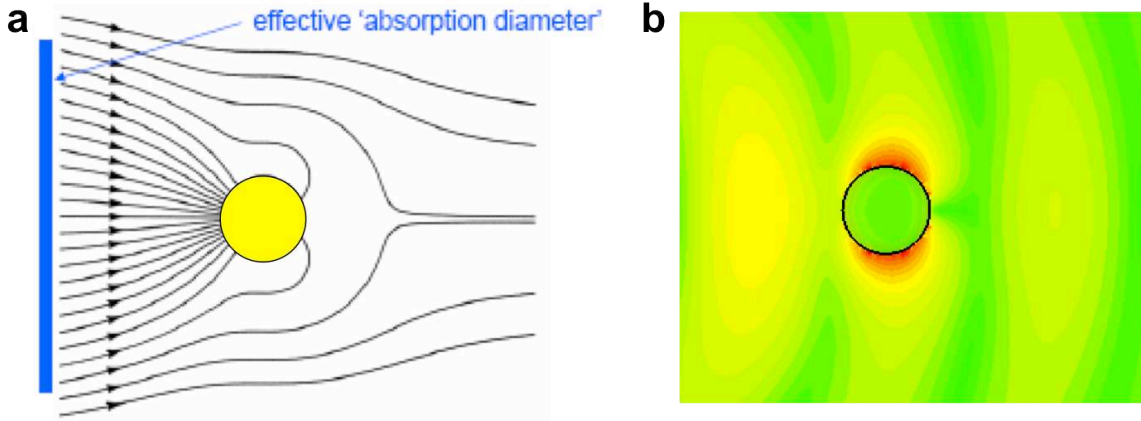 a
effective ‘absorption diameter’
b